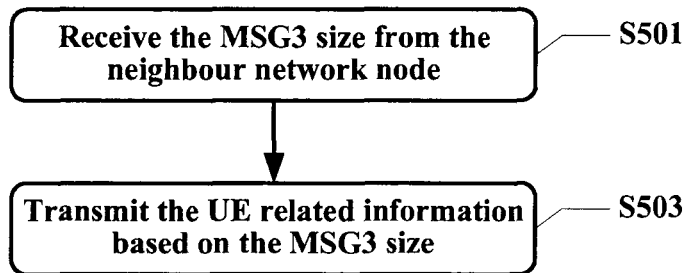 Receive the MSG3 size from the
neighbour network node
S501
Transmit the UE related information
based on the MSG3 size
S503